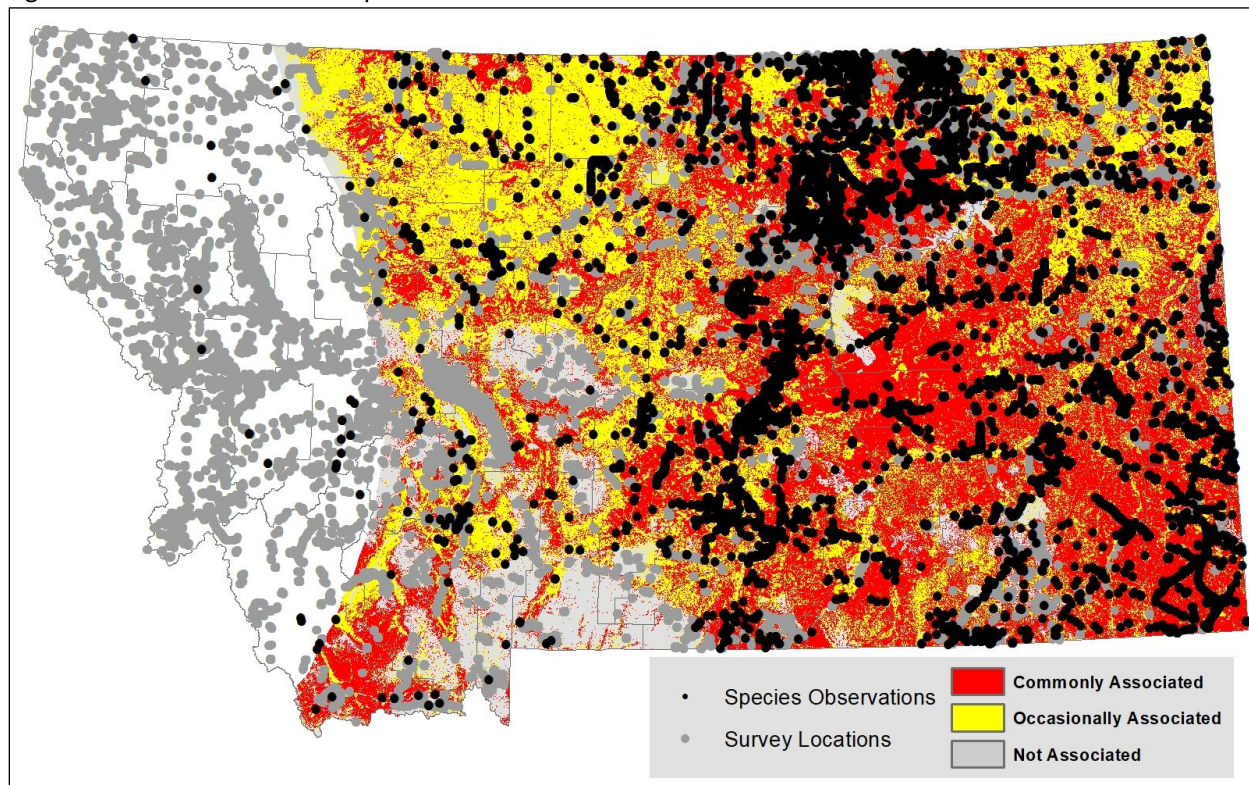 Species Observations
Survey Locations
Commonly Associated
Occasionally Associated
Not Associated